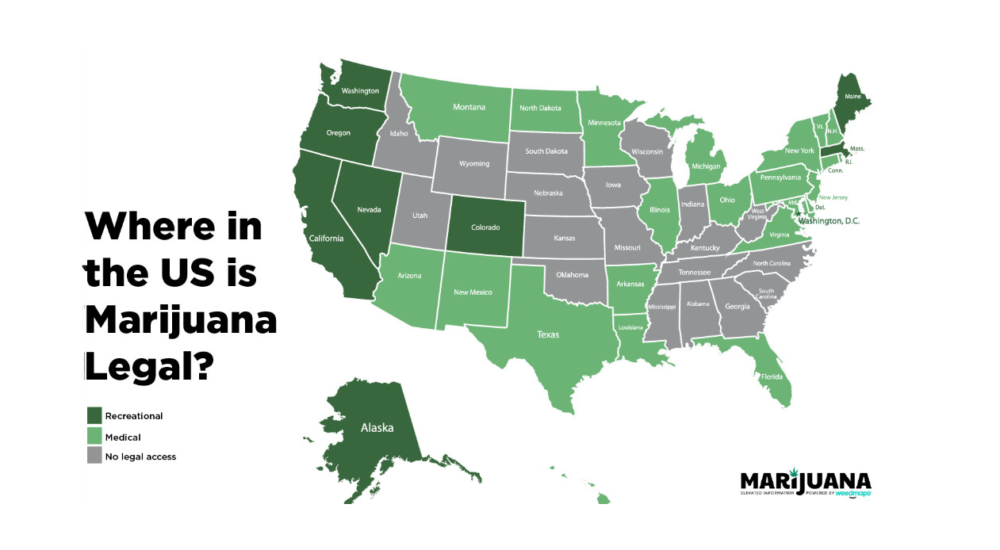 Where in
the US is
Marijuana
Legal?
Recreational
Medical
No legal access
Washington
Oregon
California
Nevada
Idaho
Montana
Wyoming
Utah
Colorado
Arizona
New Mexico
North Dakota
South Dakota
Nebraska
Kansas
Oklahoma
Texas
Minnesota
Iowa
Missouri
Arkansas
Louisiana
Wisconsin
Illinois
Michigan
Indiana
Ohio
Kentucky
Tennessee
Mississippi
Alabama
Georgia
Florida
South
Carolina
North Carolina
Virginia
West
Virginia
Pennsylvania
New York
Vt.
N.H.
Maine
Mass.
R.I.
Conn.
New Jersey
Del.
Md.
Washington, D.C.
Alaska
MARIJUANA
ELEVATED INFORMATION POWERED BY weedmaps